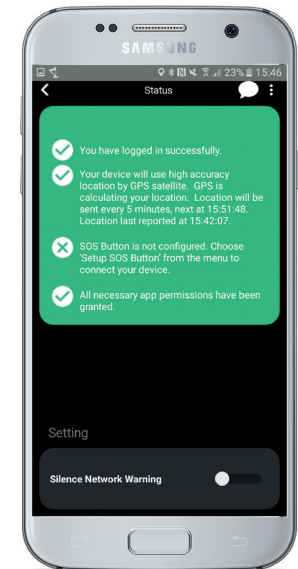 SAMSUNG
23% 15:46
Status
You have logged in successfully.
Your device will use high accuracy
location by GPS satellite. GPS is
calculating your location. Location will be
sent every 5 minutes, next at 15:51:48.
Location last reported at 15:42:07.
SOS Button is not configured. Choose
'Setup SOS Button' from the menu to
connect your device.
All necessary app permissions have been
granted.
Setting
Silence Network Warning